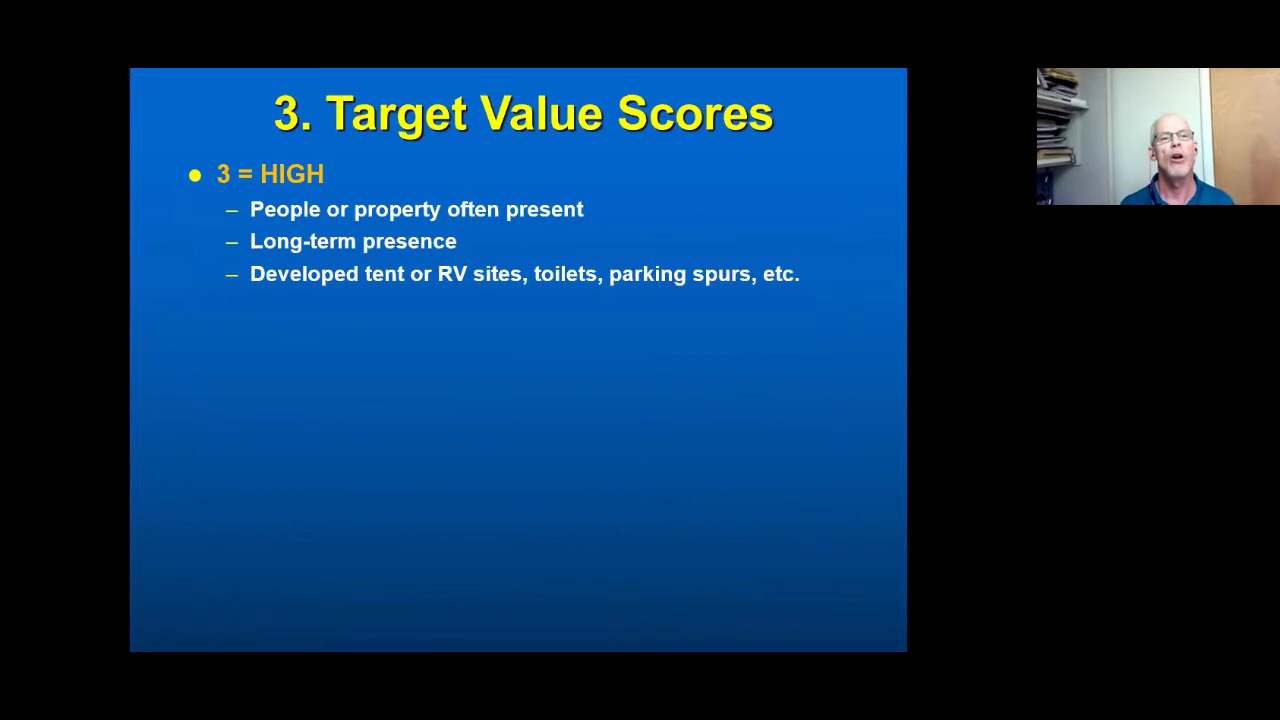 3. Target Value Scores
● 3 = HIGH
– People or property often present
– Long-term presence
– Developed tent or RV sites, toilets, parking spurs, etc.